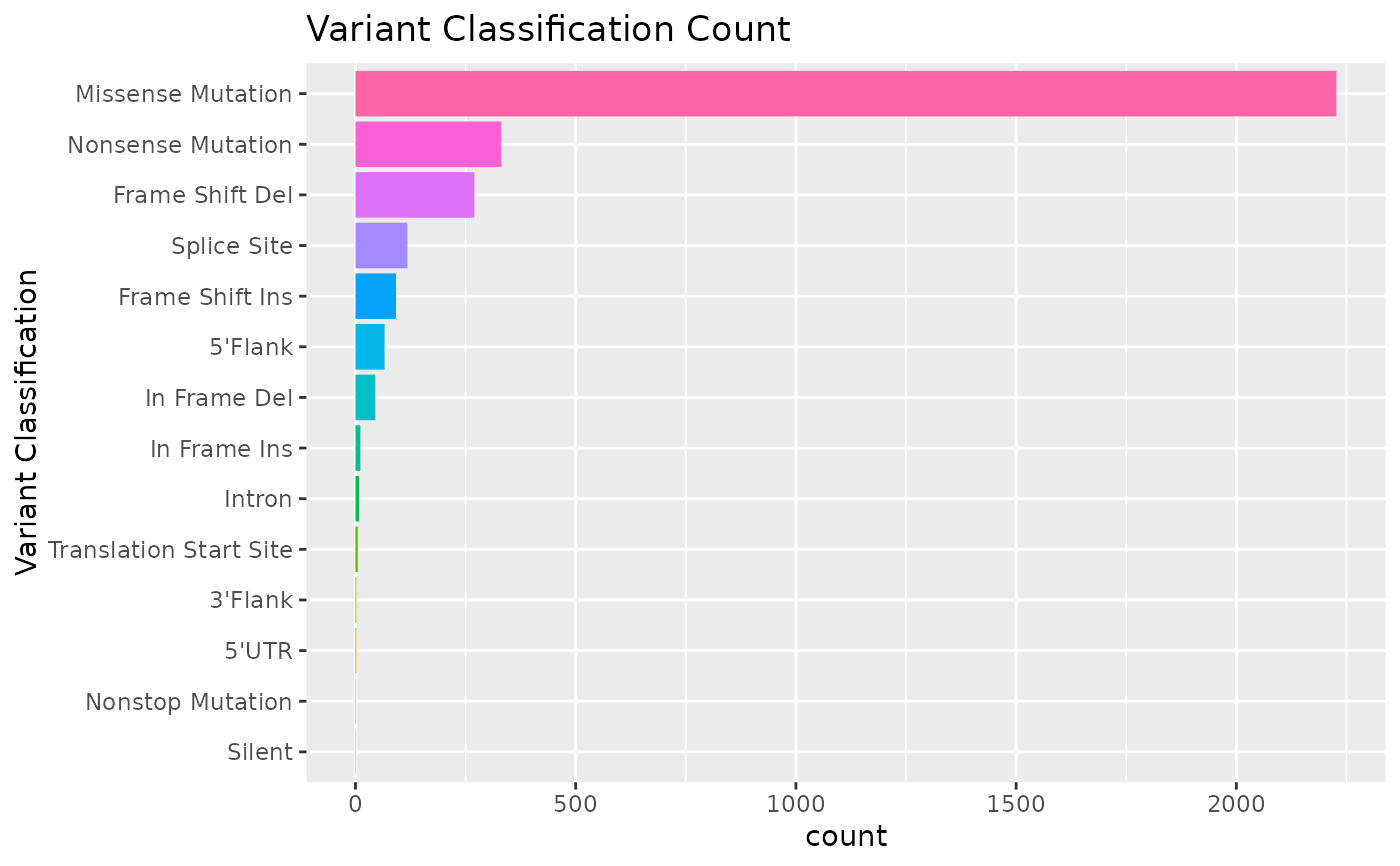 Variant Classification Count
Variant Classification
Missense Mutation
Nonsense Mutation
Frame Shift Del
Splice Site
Frame Shift Ins
5'Flank
In Frame Del
In Frame Ins
Intron
Translation Start Site
3'Flank
5'UTR
Nonstop Mutation
Silent
0 500 1000 1500 2000
count